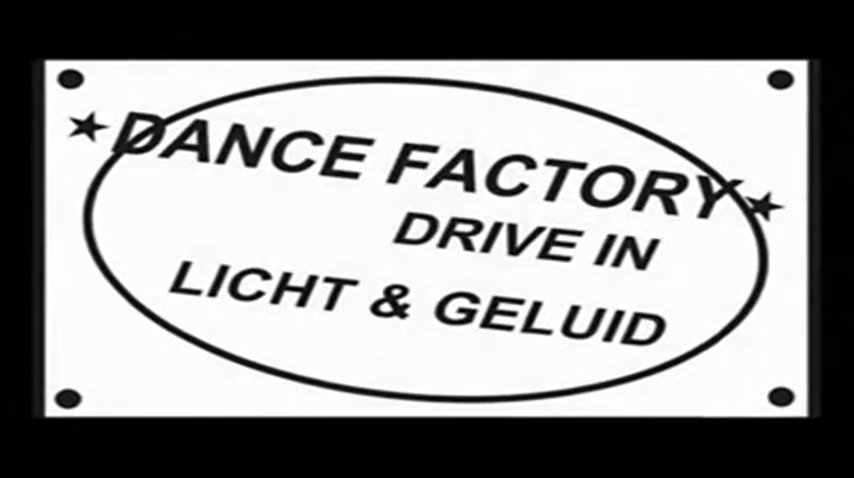 ★DANCE FACTORY★
DRIVE IN
LICHT & GELUID